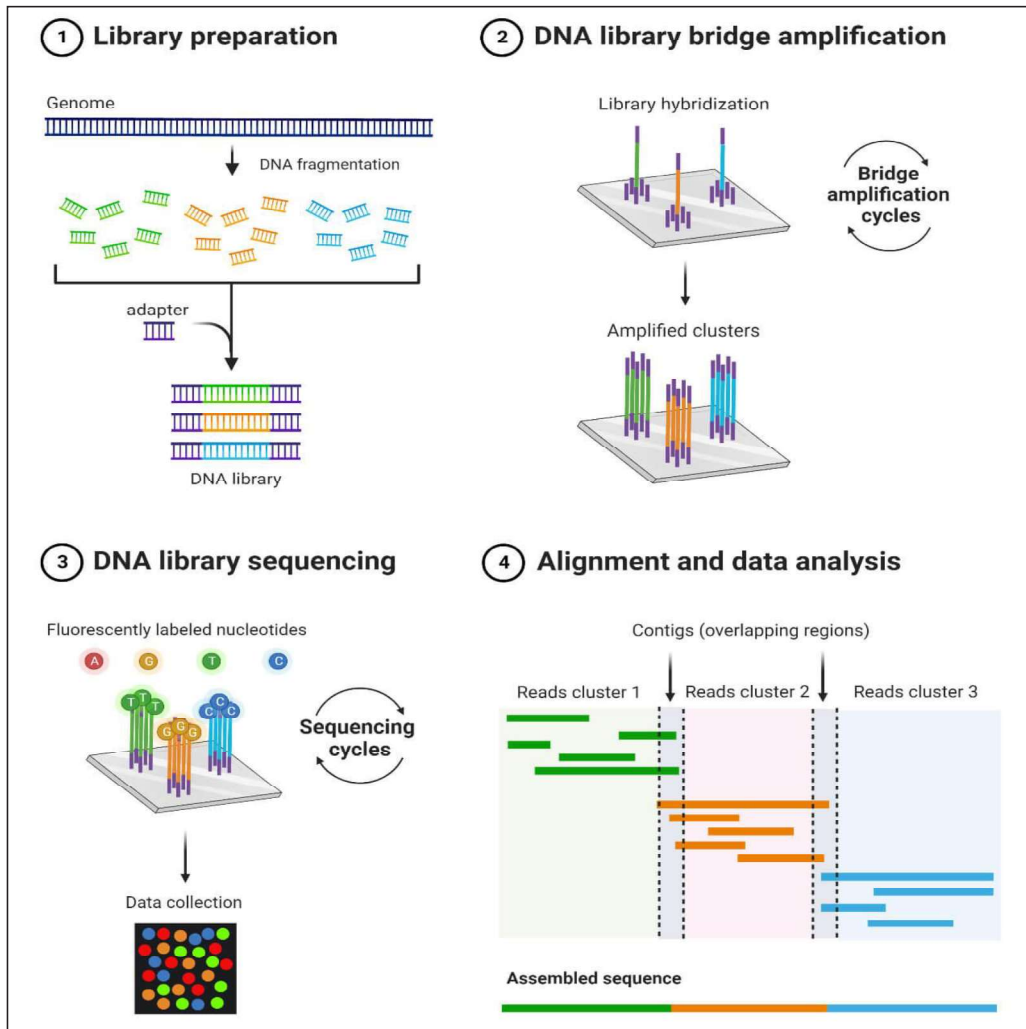 1 Library preparation
Genome
DNA fragmentation
adapter
DNA library
2 DNA library bridge amplification
Library hybridization
Bridge
amplification
cycles
Amplified clusters
3 DNA library sequencing
Fluorescently labeled nucleotides
A G T C
T T T
G G G
C C C
Sequencing
cycles
Data collection
4 Alignment and data analysis
Contigs (overlapping regions)
Reads cluster 1 Reads cluster 2 Reads cluster 3
Assembled sequence